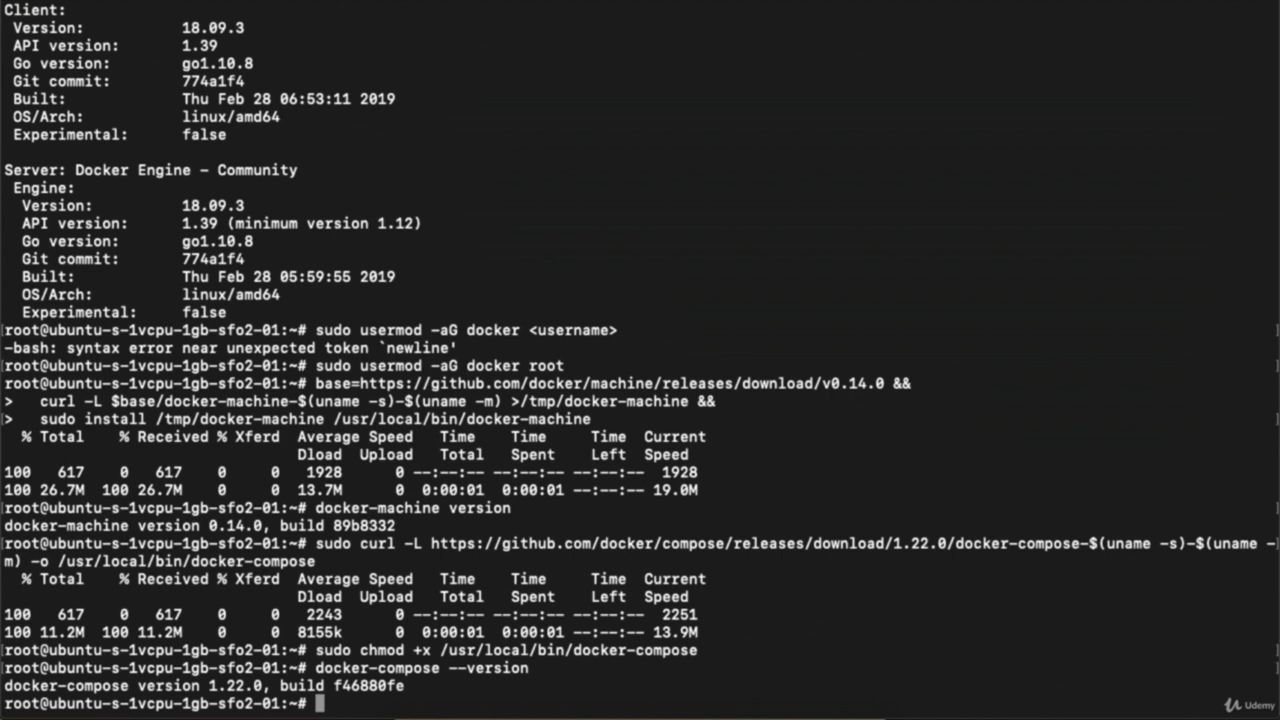 Client:
 Version:           18.09.3
 API version:       1.39
 Go version:        go1.10.8
 Git commit:        774a1f4
 Built:             Thu Feb 28 06:53:11 2019
 OS/Arch:           linux/amd64
 Experimental:      false

Server: Docker Engine - Community
 Engine:
  Version:          18.09.3
  API version:      1.39 (minimum version 1.12)
  Go version:       go1.10.8
  Git commit:       774a1f4
  Built:            Thu Feb 28 05:59:55 2019
  OS/Arch:          linux/amd64
  Experimental:     false
root@ubuntu-s-1vcpu-1gb-sfo2-01:~# sudo usermod -aG docker <username>
-bash: syntax error near unexpected token `newline'
root@ubuntu-s-1vcpu-1gb-sfo2-01:~# sudo usermod -aG docker root
root@ubuntu-s-1vcpu-1gb-sfo2-01:~# base=https://github.com/docker/machine/releases/download/v0.14.0 &&
>   curl -L $base/docker-machine-$(uname -s)-$(uname -m) >/tmp/docker-machine &&
>   sudo install /tmp/docker-machine /usr/local/bin/docker-machine
  % Total    % Received % Xferd  Average Speed   Time    Time     Time  Current
                                 Dload  Upload   Total   Spent    Left  Speed
100   617    0   617    0     0   1928      0 --:--:-- --:--:-- --:--:--  1928
100 26.7M  100 26.7M    0     0  13.7M      0  0:00:01  0:00:01 --:--:-- 19.0M
root@ubuntu-s-1vcpu-1gb-sfo2-01:~# docker-machine version
docker-machine version 0.14.0, build 89b8332
root@ubuntu-s-1vcpu-1gb-sfo2-01:~# sudo curl -L https://github.com/docker/compose/releases/download/1.22.0/docker-compose-$(uname -s)-$(uname -
m) -o /usr/local/bin/docker-compose
  % Total    % Received % Xferd  Average Speed   Time    Time     Time  Current
                                 Dload  Upload   Total   Spent    Left  Speed
100   617    0   617    0     0   2243      0 --:--:-- --:--:-- --:--:--  2251
100 11.2M  100 11.2M    0     0  8155k      0  0:00:01  0:00:01 --:--:-- 13.9M
root@ubuntu-s-1vcpu-1gb-sfo2-01:~# sudo chmod +x /usr/local/bin/docker-compose
root@ubuntu-s-1vcpu-1gb-sfo2-01:~# docker-compose --version
docker-compose version 1.22.0, build f46880fe
root@ubuntu-s-1vcpu-1gb-sfo2-01:~#
Udemy